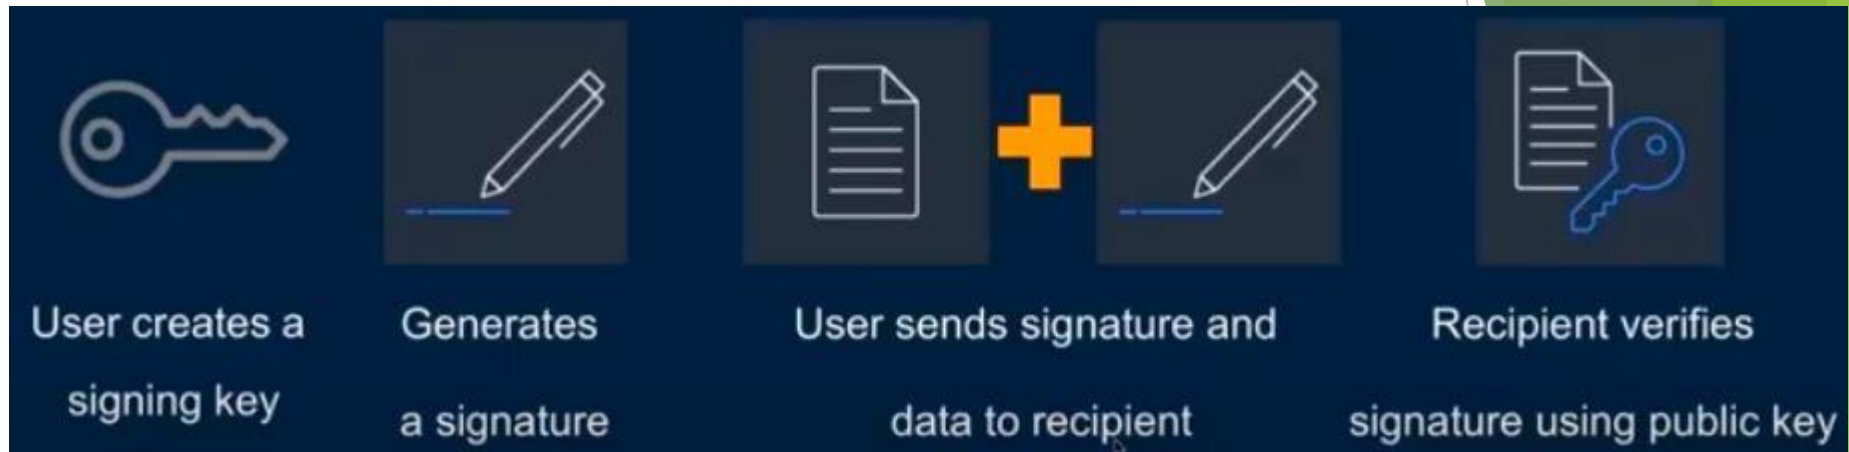 User creates a
signing key
Generates
a signature
User sends signature and
data to recipient
Recipient verifies
signature using public key